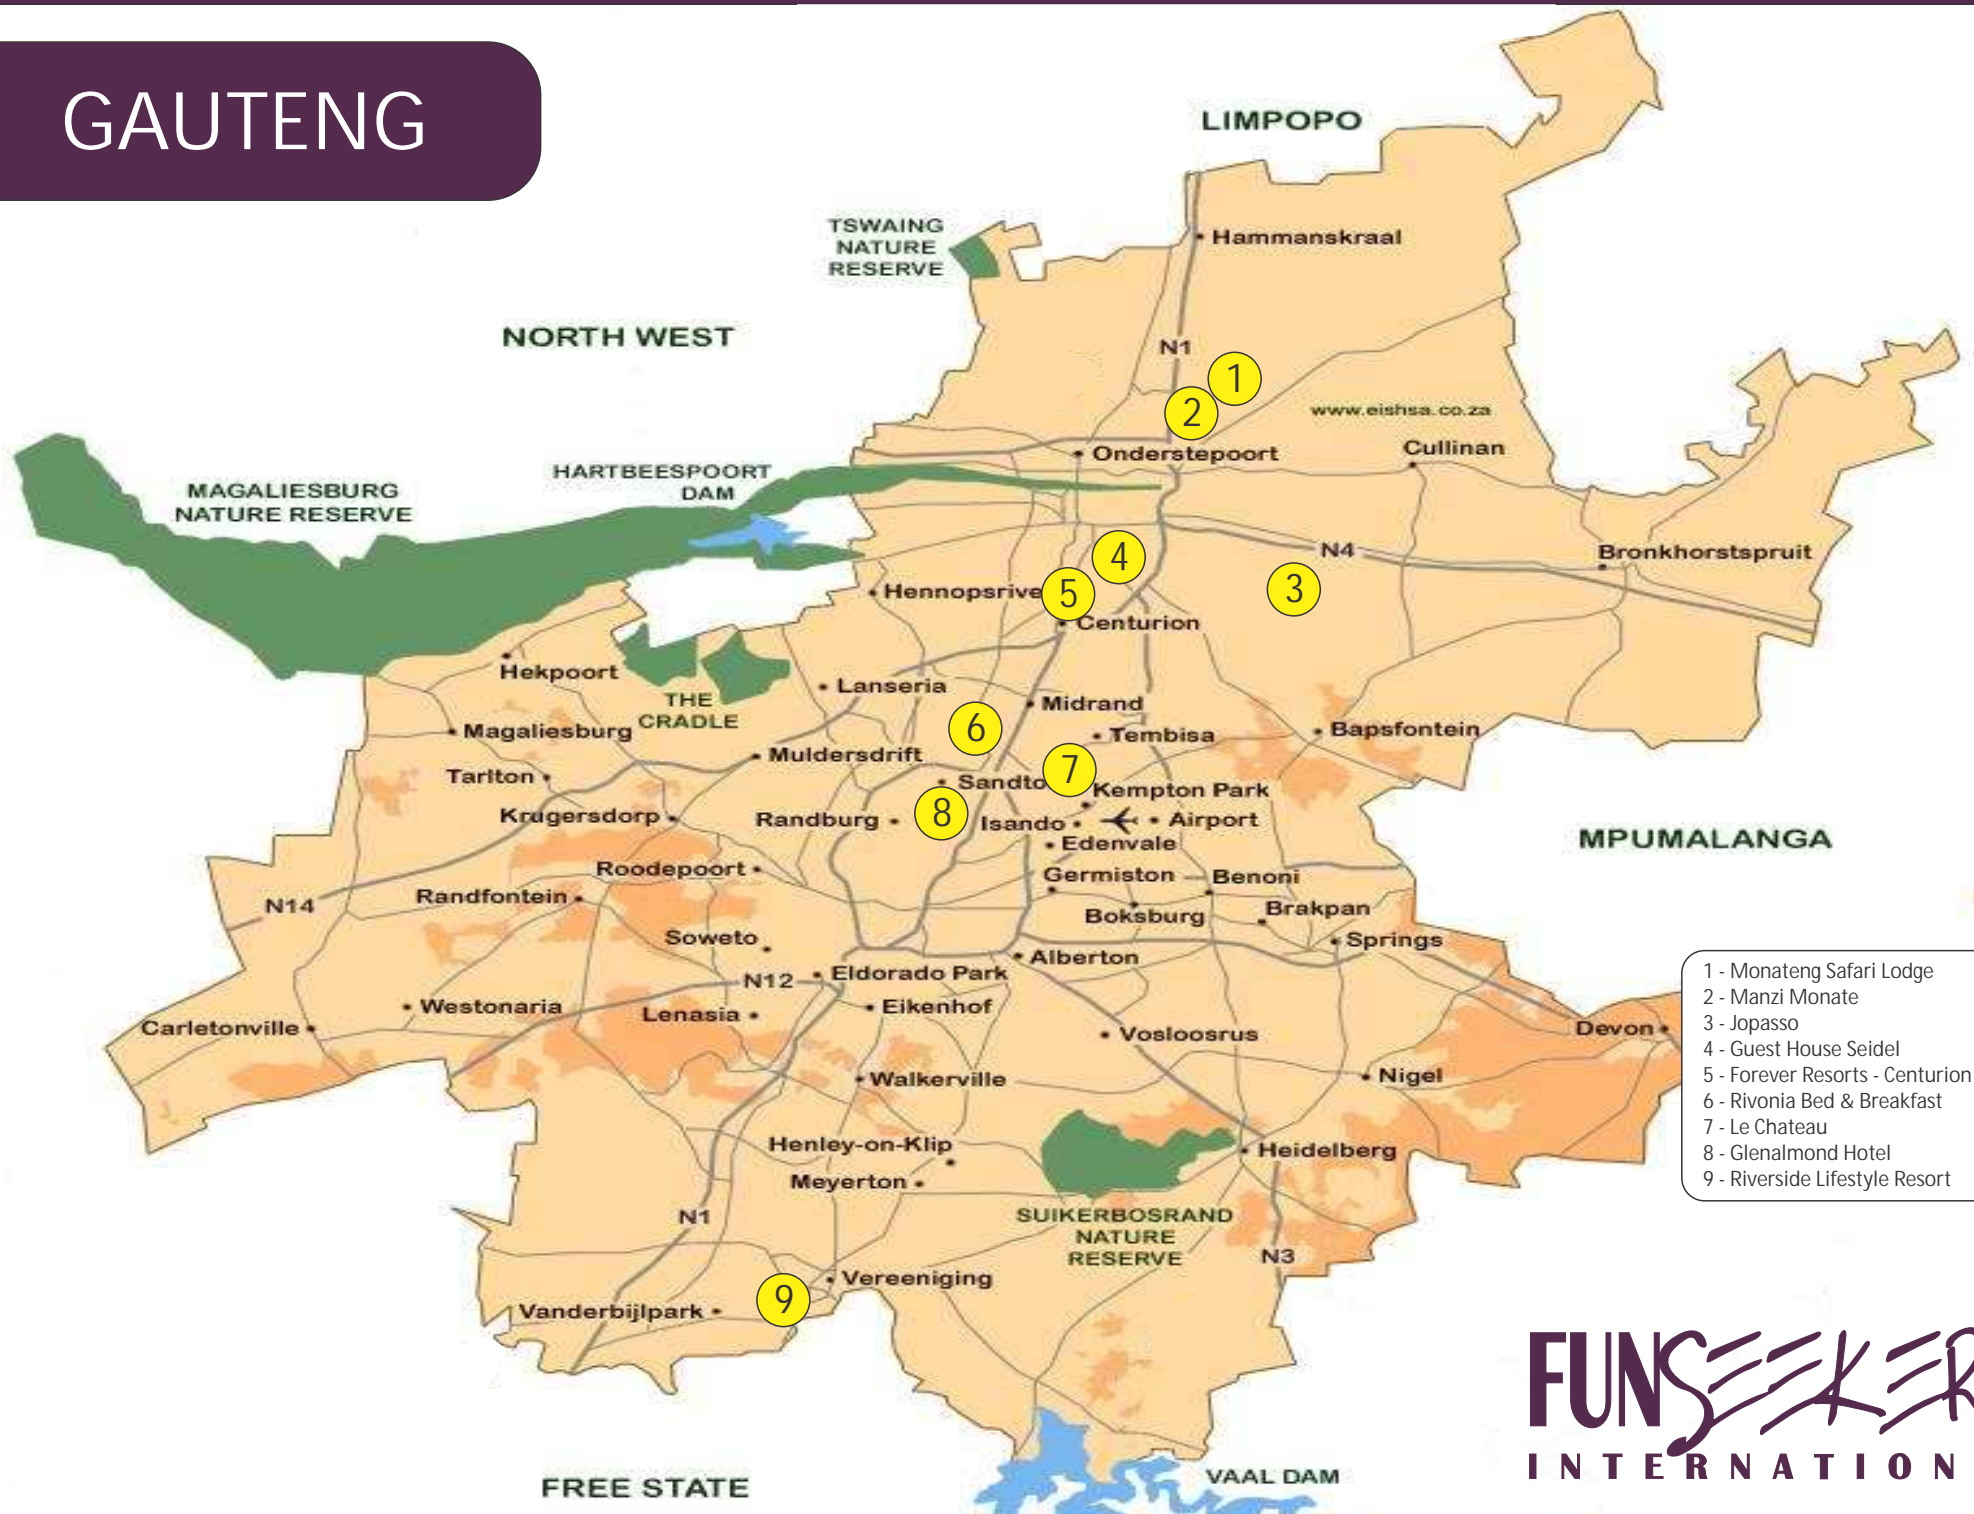 GAUTENG
LIMPOPO
TSWAING
NATURE
RESERVE
Hammanskraal
NORTH WEST
N1
1
2
www.eishsa.co.za
Onderstepoort
Cullinan
HARTBEESPOORT
DAM
MAGALIESBURG
NATURE RESERVE
4
N4
Bronkhorstspruit
Hennopsrive
5
3
Centurion
Hekpoort
THE
CRADLE
Lanseria
Midrand
Magaliesburg
6
Tembisa
Bapsfontein
Muldersdrift
Tarlton
Sandto
7
Kempton Park
Krugersdorp
Randburg
8
Isando
Airport
Edenvale
MPUMALANGA
Roodepoort
Germiston
Benoni
Randfontein
N14
Boksburg
Brakpan
Soweto
Springs
Alberton
N12
Eldorado Park
Westonaria
Lenasia
Eikenhof
Carletonville
Vosloosrus
Devon
Walkerville
Nigel
Henley-on-Klip
Heidelberg
Meyerton
N1
SUIKERBOSRAND
NATURE
RESERVE
N3
Vereeniging
Vanderbijlpark
9
FREE STATE
VAAL DAM
1 - Monateng Safari Lodge
2 - Manzi Monate
3 - Jopasso
4 - Guest House Seidel
5 - Forever Resorts - Centurion
6 - Rivonia Bed & Breakfast
7 - Le Chateau
8 - Glenalmond Hotel
9 - Riverside Lifestyle Resort
FUNSEEKER
INTERNATION